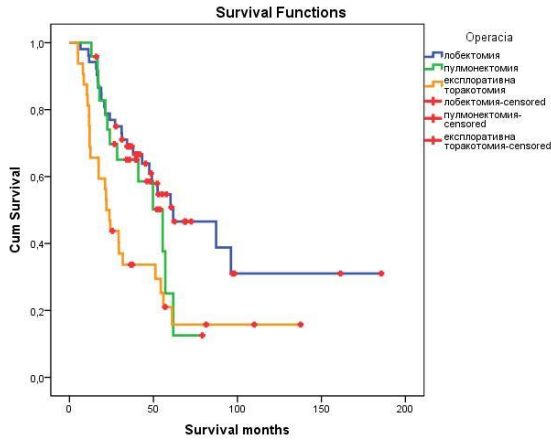 Survival Functions
Operacia
лобектомия
пулмонектомия
експлоративна
торакотомия
лобектомия-censored
пулмонектомия-
censored
експлоративна
торакотомия-censored
Cum Survival
1,0
0,8
0,6
0,4
0,2
0,0
0
50
100
150
200
Survival months